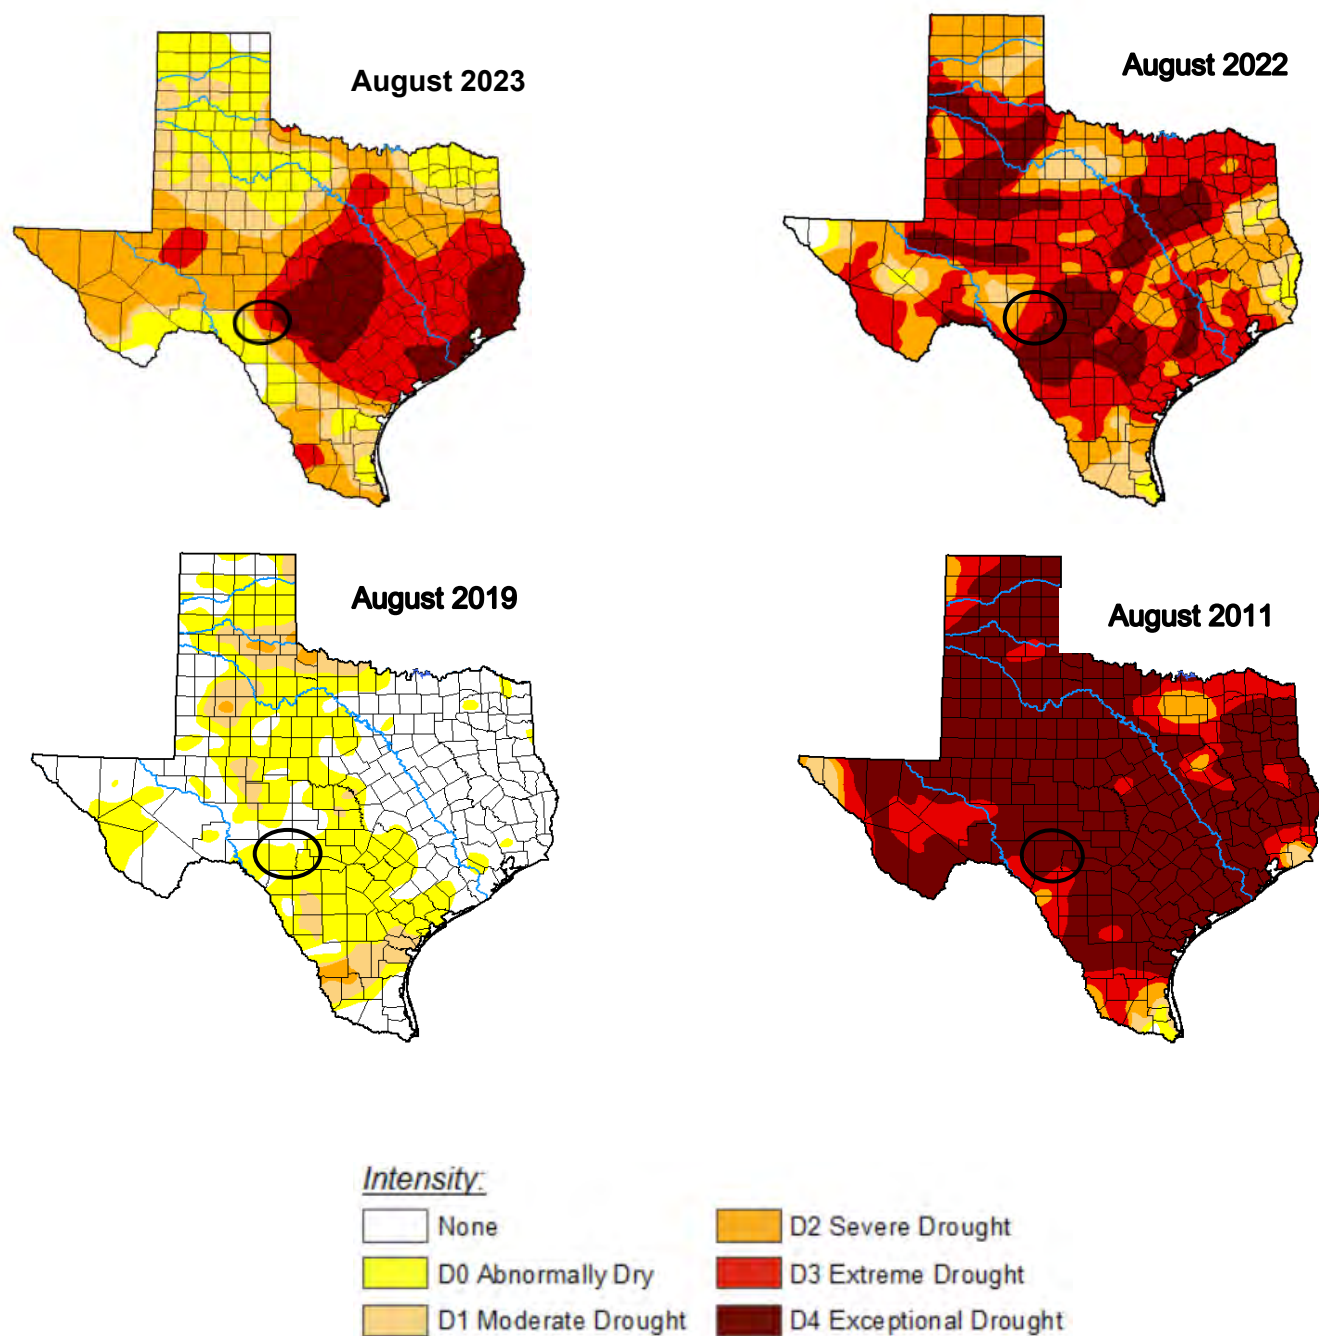 August 2023
August 2022
August 2019
August 2011
Intensity:
None
D0 Abnormally Dry
D1 Moderate Drought
D2 Severe Drought
D3 Extreme Drought
D4 Exceptional Drought